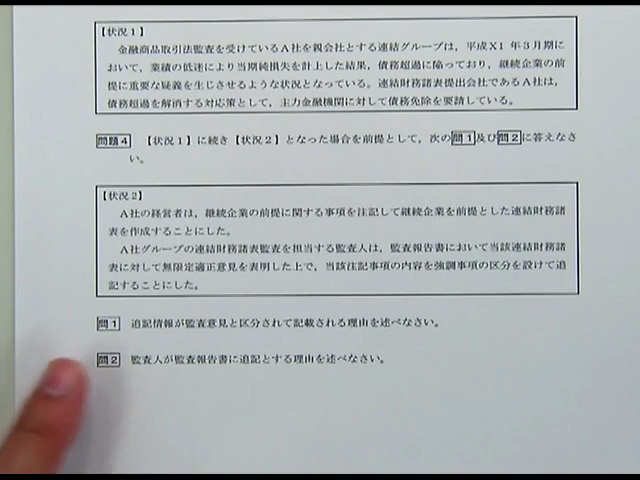 【状況1】
金融商品取引法監査を受けているA社を親会社とする連結グループは，平成X1 年3月期に
おいて，業績の低迷により当期純損失を計上した結果，債務超過に陥っており，継続企業の前
提に重要な疑義を生じさせるような状況となっている。連結財務諸表提出会社であるA社は，
債務超過を解消する対応策として，主力金融機関に対して債務免除を要請している。
問題4 【状況1】に続き【状況2】となった場合を前提として，次の問1及び問2に答えなさ
い。
【状況2】
A社の経営者は，継続企業の前提に関する事項を注記して継続企業を前提とした連結財務諸
表を作成することにした。
A社グループの連結財務諸表監査を担当する監査人は，監査報告書において当該連結財務諸
表に対して無限定適正意見を表明した上で，当該注記事項の内容を強調事項の区分を設けて追
記することにした。
問1 追記情報が監査意見と区分されて記載される理由を述べなさい。
問2 監査人が監査報告書に追記とする理由を述べなさい。